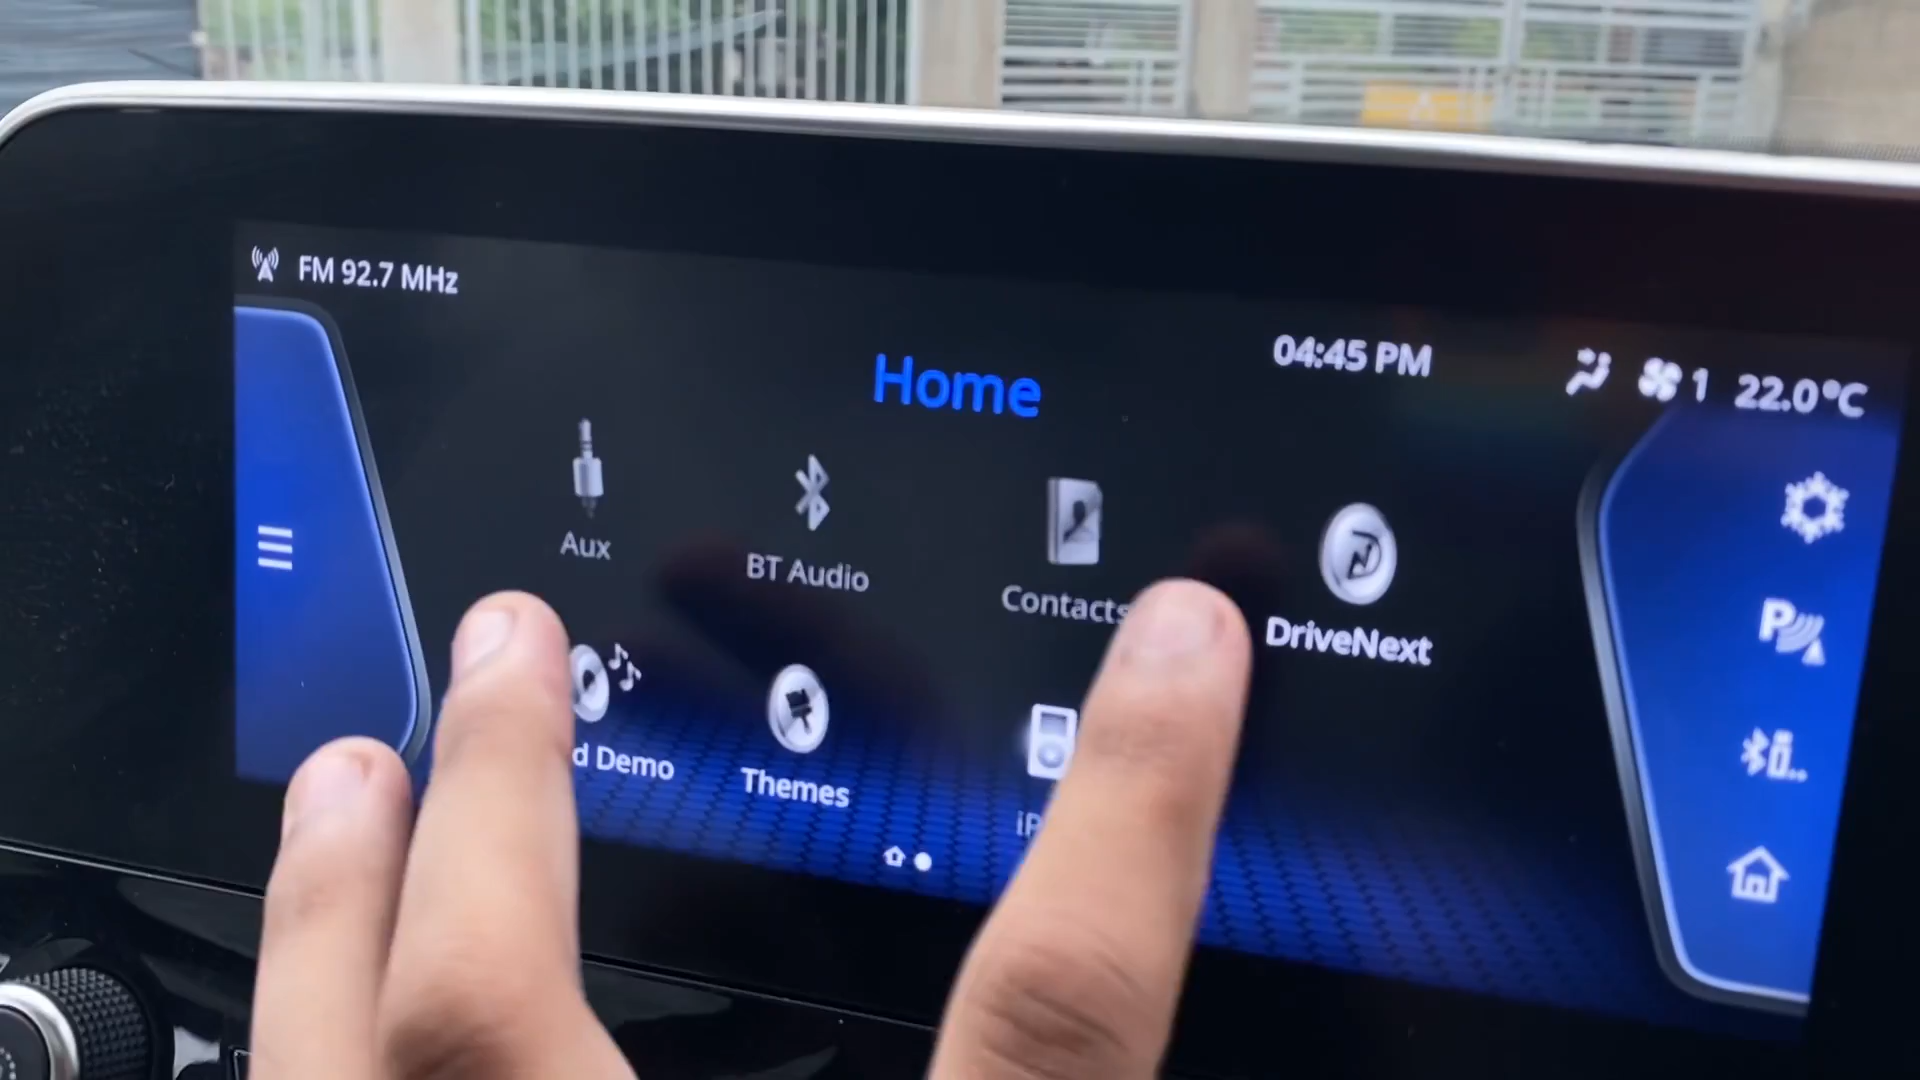 FM 92.7 MHz
04:45 PM
1
22.0°C
Home
Aux
BT Audio
Contacts
DriveNext
P
d Demo
Themes
iP